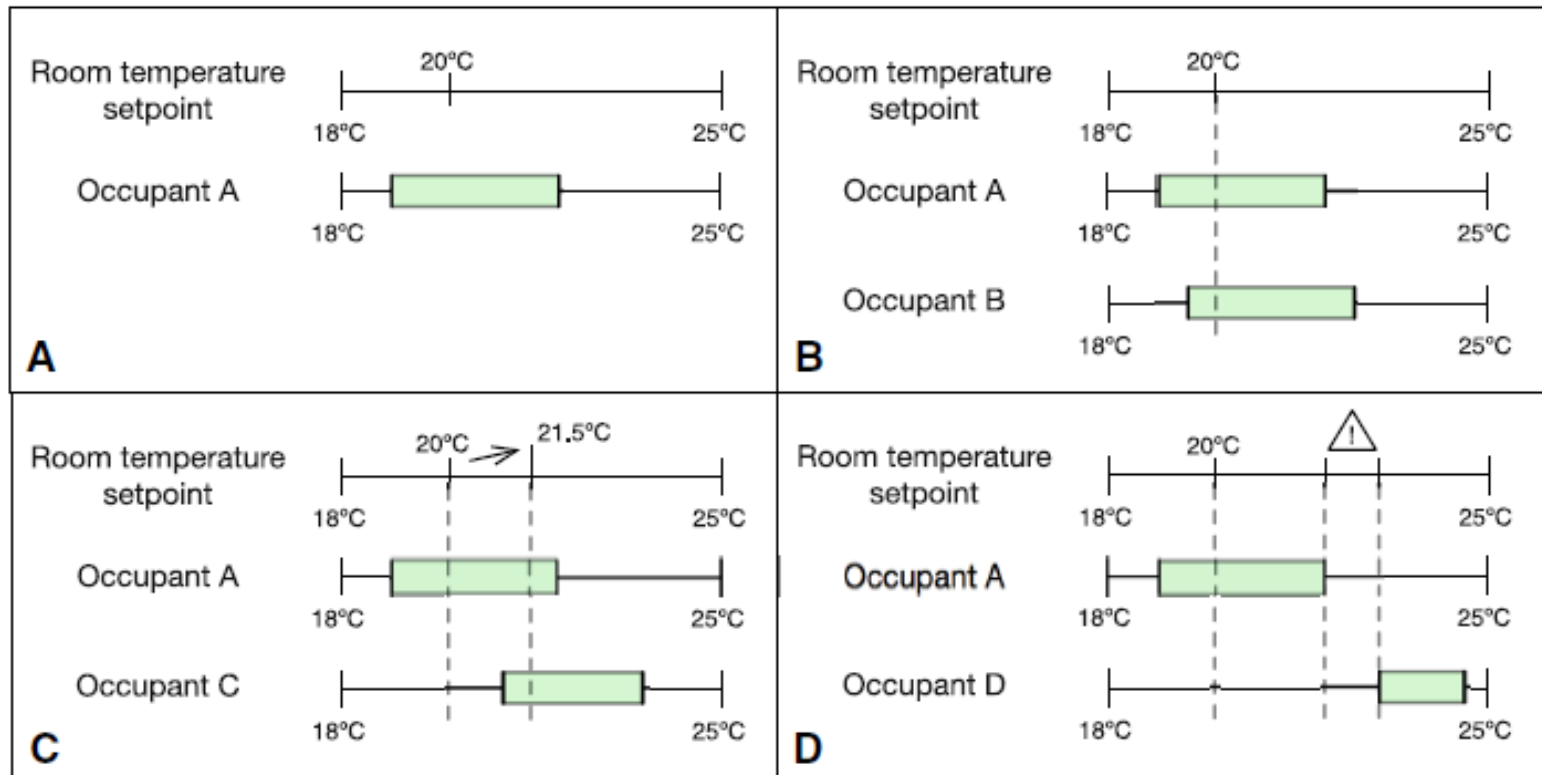 20°C
Room temperature
setpoint
18°C 25°C
Occupant A
18°C 25°C
A
20°C
Room temperature
setpoint
18°C 25°C
Occupant A
18°C 25°C
Occupant B
18°C 25°C
B
20°C 21.5°C
Room temperature
setpoint
18°C 25°C
Occupant A
18°C 25°C
Occupant C
18°C 25°C
C
20°C !
Room temperature
setpoint
18°C 25°C
Occupant A
18°C 25°C
Occupant D
18°C 25°C
D